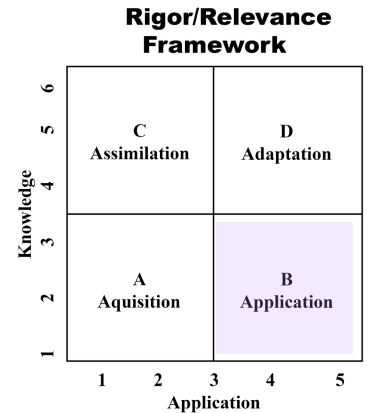 Rigor/Relevance
Framework
6
5
4
3
2
1
Knowledge
C
Assimilation
D
Adaptation
A
Aquisition
B
Application
1 2 3 4 5
Application